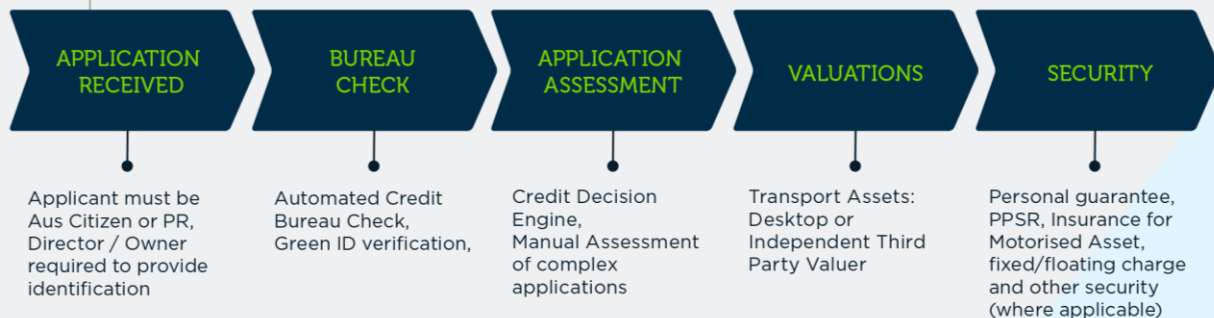 APPLICATION
RECEIVED
BUREAU
CHECK
APPLICATION
ASSESSMENT
VALUATIONS
SECURITY
Applicant must be
Aus Citizen or PR,
Director / Owner
required to provide
identification
Automated Credit
Bureau Check,
Green ID verification,
Credit Decision
Engine,
Manual Assessment
of complex
applications
Transport Assets:
Desktop or
Independent Third
Party Valuer
Personal guarantee,
PPSR, Insurance for
Motorised Asset,
fixed/floating charge
and other security
(where applicable)